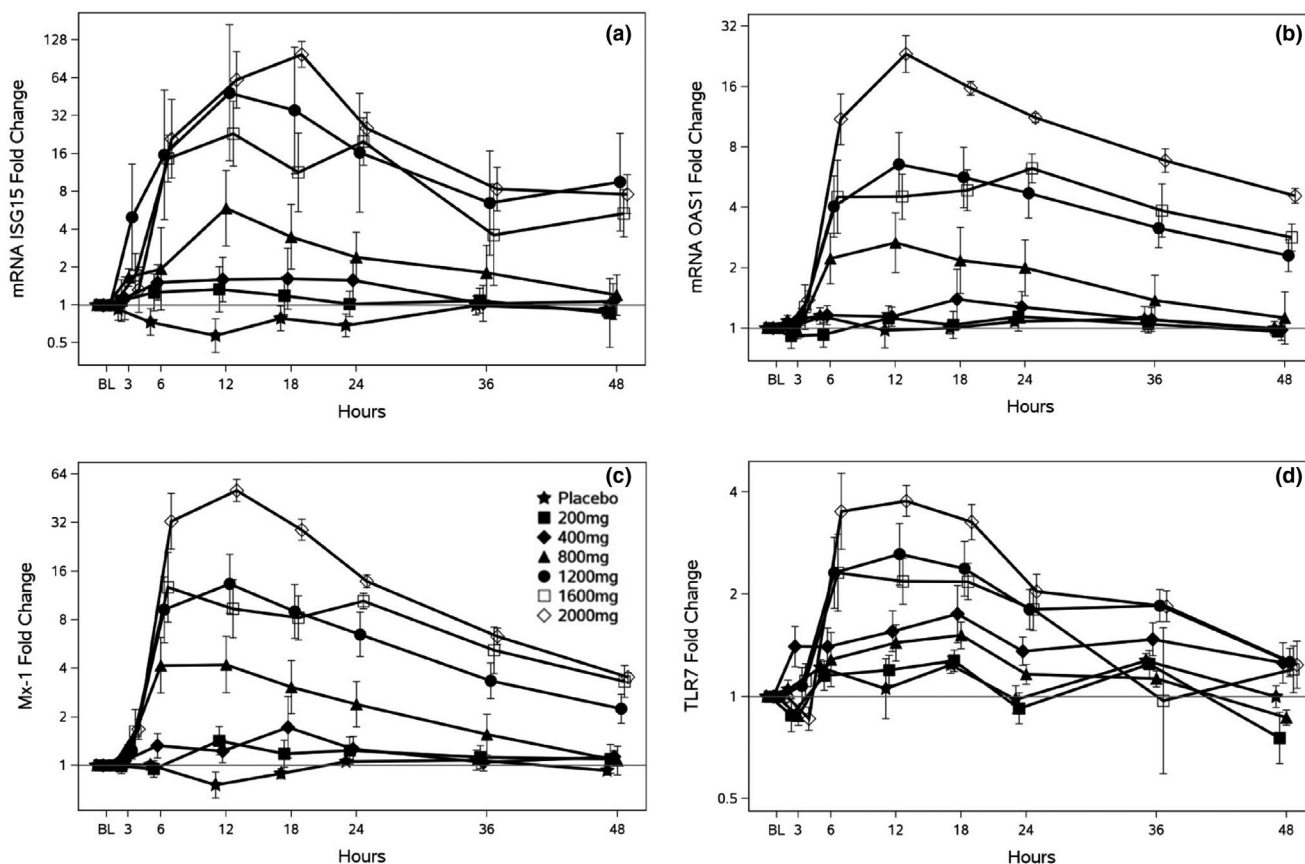 (a)
mRNA ISG15 Fold Change
128
64
32
16
8
4
2
1
0.5
BL 3 6 12 18 24 36 48
Hours
(b)
mRNA OAS1 Fold Change
32
16
8
4
2
1
BL 3 6 12 18 24 36 48
Hours
(c)
Mx-1 Fold Change
64
32
16
8
4
2
1
Placebo
200mg
400mg
800mg
1200mg
1600mg
2000mg
BL 3 6 12 18 24 36 48
Hours
(d)
TLR7 Fold Change
4
2
1
0.5
BL 3 6 12 18 24 36 48
Hours